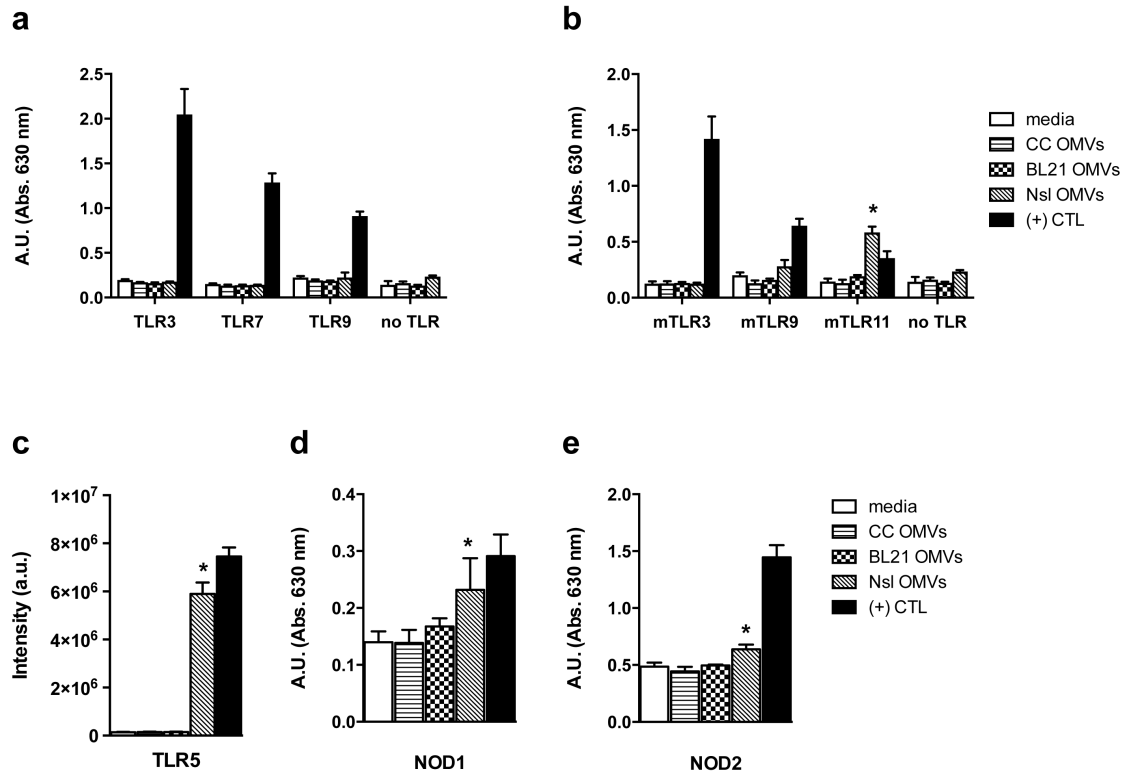 a
A.U. (Abs. 630 nm)
2.5
2.0
1.5
1.0
0.5
0.0
TLR3 TLR7 TLR9 no TLR
b
A.U. (Abs. 630 nm)
2.0
1.5
1.0
0.5
0.0
*
mTLR3 mTLR9 mTLR11 no TLR
media
CC OMVs
BL21 OMVs
Nsl OMVs
(+) CTL
c
Intensity (a.u.)
1×10⁷
8×10⁶
6×10⁶
4×10⁶
2×10⁶
0
*
TLR5
d
A.U. (Abs. 630 nm)
0.4
0.3
0.2
0.1
0.0
*
NOD1
e
A.U. (Abs. 630 nm)
2.0
1.5
1.0
0.5
0.0
*
NOD2
media
CC OMVs
BL21 OMVs
Nsl OMVs
(+) CTL